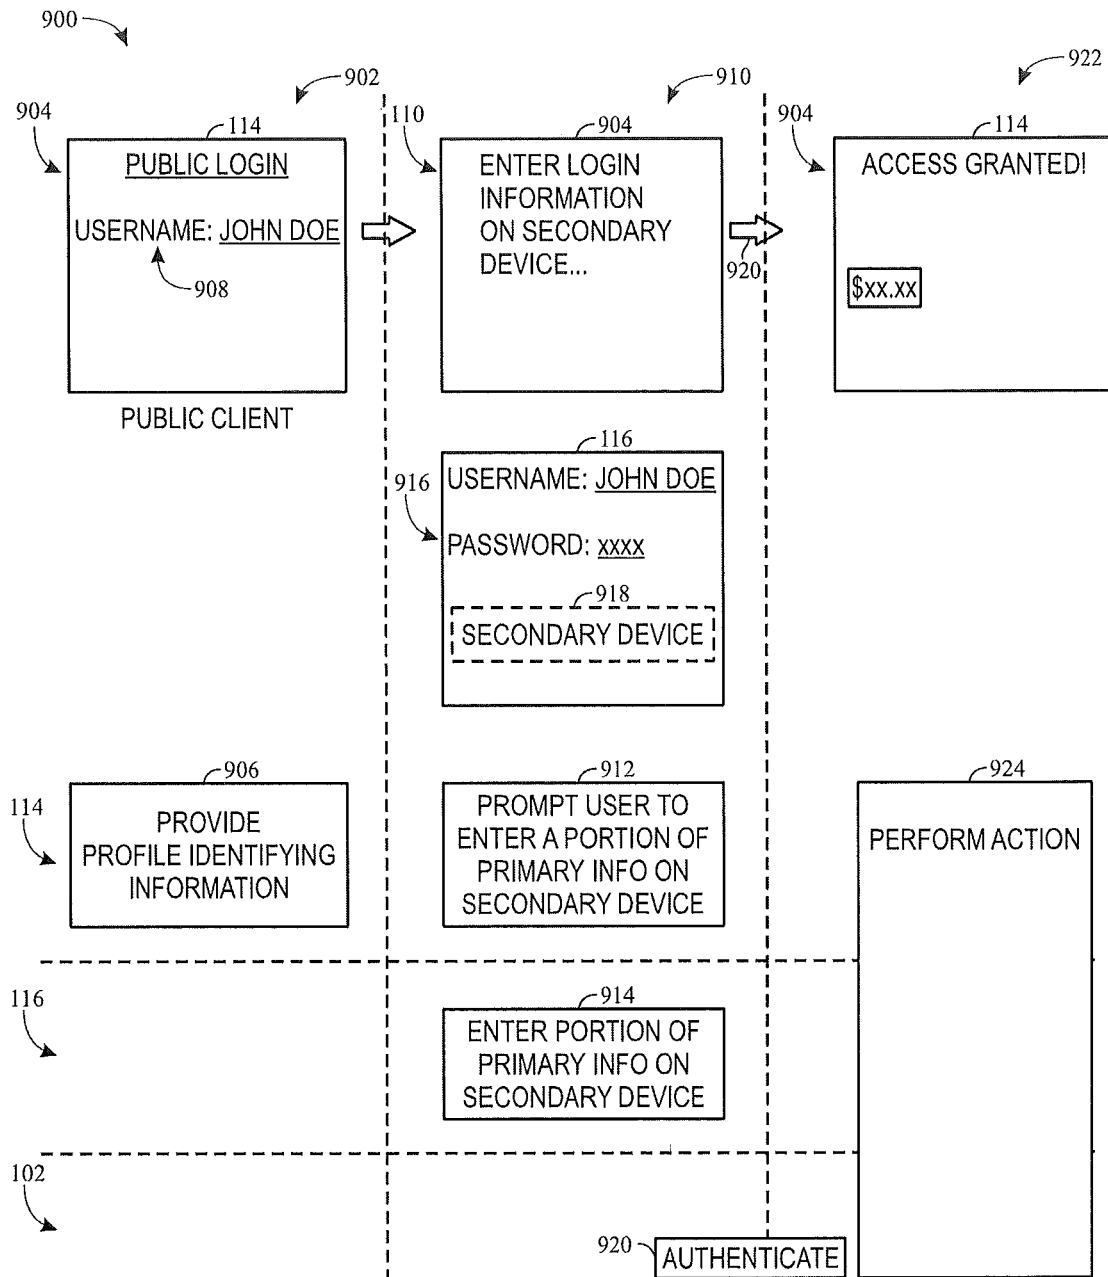 900
902
910
922
904
114
110
904
904
114
PUBLIC LOGIN
USERNAME: JOHN DOE
908
PUBLIC CLIENT
ENTER LOGIN
INFORMATION
ON SECONDARY
DEVICE...
920
ACCESS GRANTED!
$xx.xx
116
916
USERNAME: JOHN DOE
PASSWORD: xxxx
918
SECONDARY DEVICE
906
912
924
114
PROVIDE
PROFILE IDENTIFYING
INFORMATION
PROMPT USER TO
ENTER A PORTION OF
PRIMARY INFO ON
SECONDARY DEVICE
PERFORM ACTION
116
914
ENTER PORTION OF
PRIMARY INFO ON
SECONDARY DEVICE
102
920
AUTHENTICATE